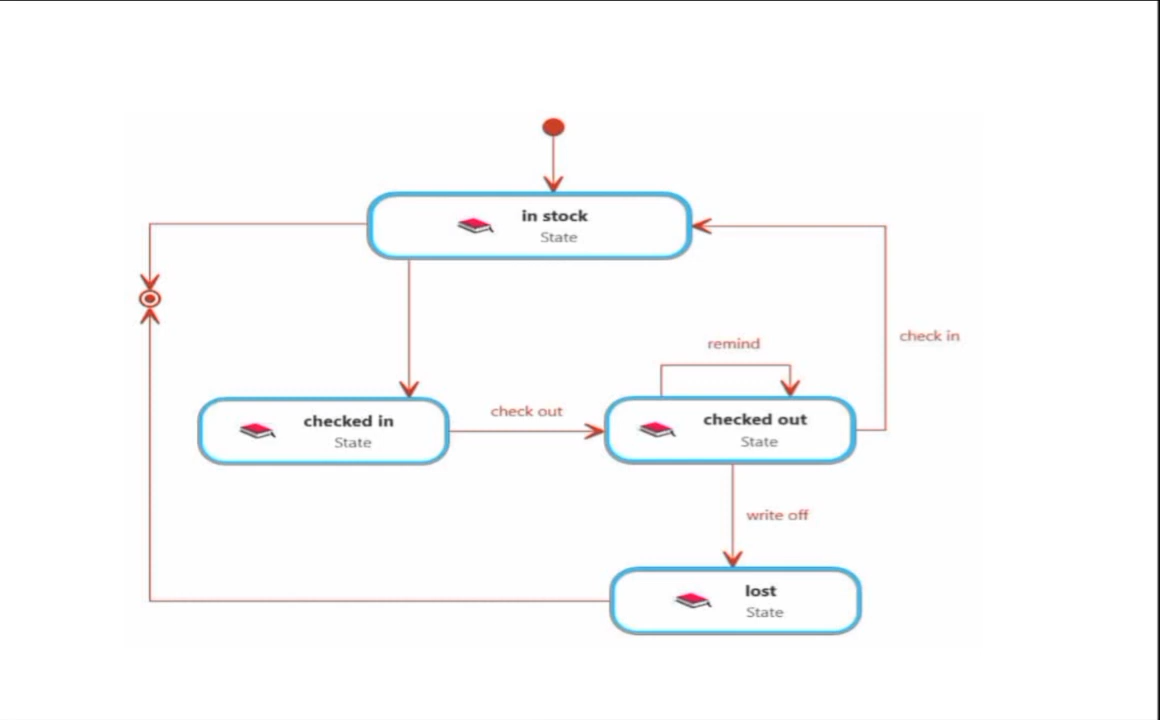 in stock
State
check in
remind
checked in
State
check out
checked out
State
write off
lost
State